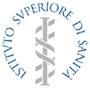 ISTITVTO SVPERIORE DI SANITÀ